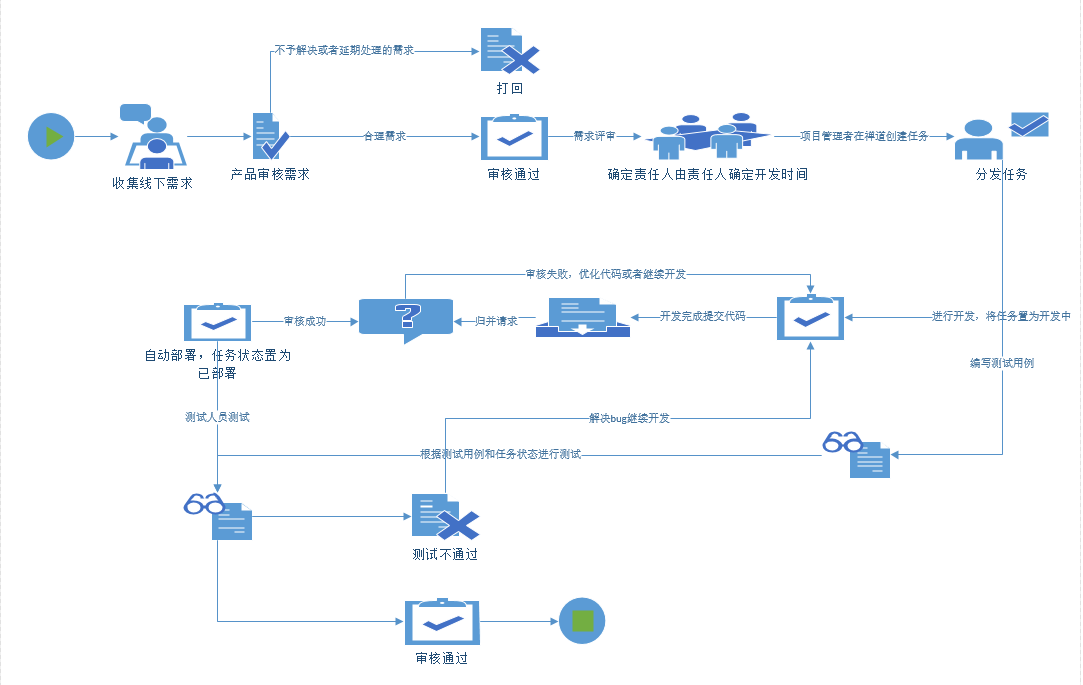 不予解决或者延期处理的需求
打回
合理需求
需求评审
项目管理者在禅道创建任务
收集线下需求
产品审核需求
审核通过
确定责任人由责任人确定开发时间
分发任务
审核失败，优化代码或者继续开发
?
审核成功
归并请求
开发完成提交代码
进行开发，将任务置为开发中
自动部署，任务状态置为
已部署
编写测试用例
测试人员测试
解决bug继续开发
根据测试用例和任务状态进行测试
测试不通过
审核通过